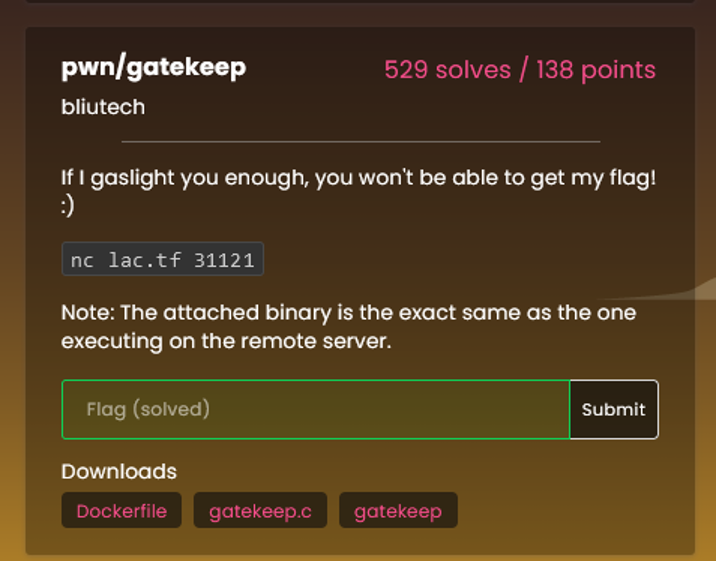 pwn/gatekeep
529 solves / 138 points
bliutech
If I gaslight you enough, you won't be able to get my flag!
:)
nc lac.tf 31121
Note: The attached binary is the exact same as the one
executing on the remote server.
Flag (solved)
Submit
Downloads
Dockerfile
gatekeep.c
gatekeep